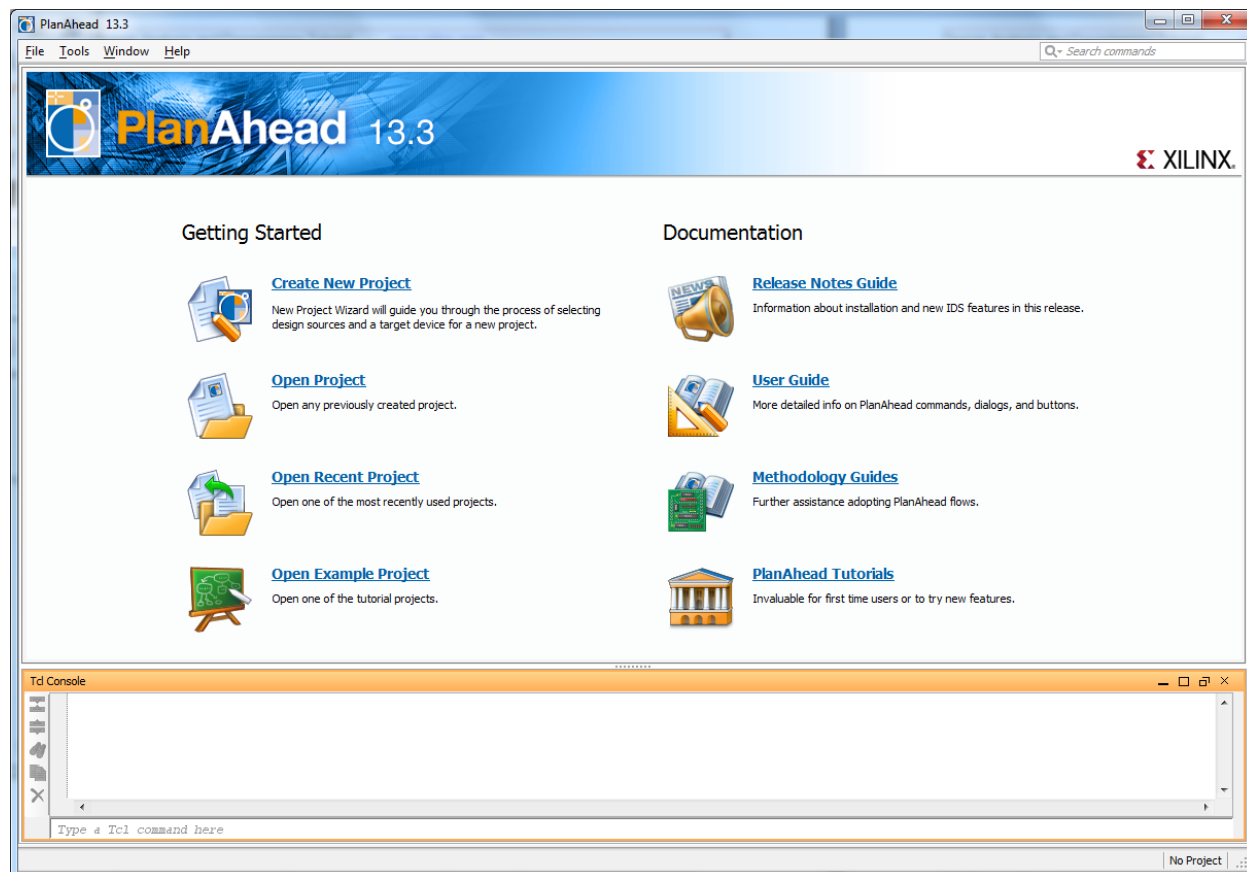 PlanAhead 13.3
File Tools Window Help
Search commands
PlanAhead 13.3
XILINX.
Getting Started
Create New Project
New Project Wizard will guide you through the process of selecting
design sources and a target device for a new project.
Open Project
Open any previously created project.
Open Recent Project
Open one of the most recently used projects.
Open Example Project
Open one of the tutorial projects.
Documentation
NEWS
Release Notes Guide
Information about installation and new IDS features in this release.
User Guide
More detailed info on PlanAhead commands, dialogs, and buttons.
Methodology Guides
Further assistance adopting PlanAhead flows.
PlanAhead Tutorials
Invaluable for first time users or to try new features.
Tcl Console
Type a Tcl command here
No Project